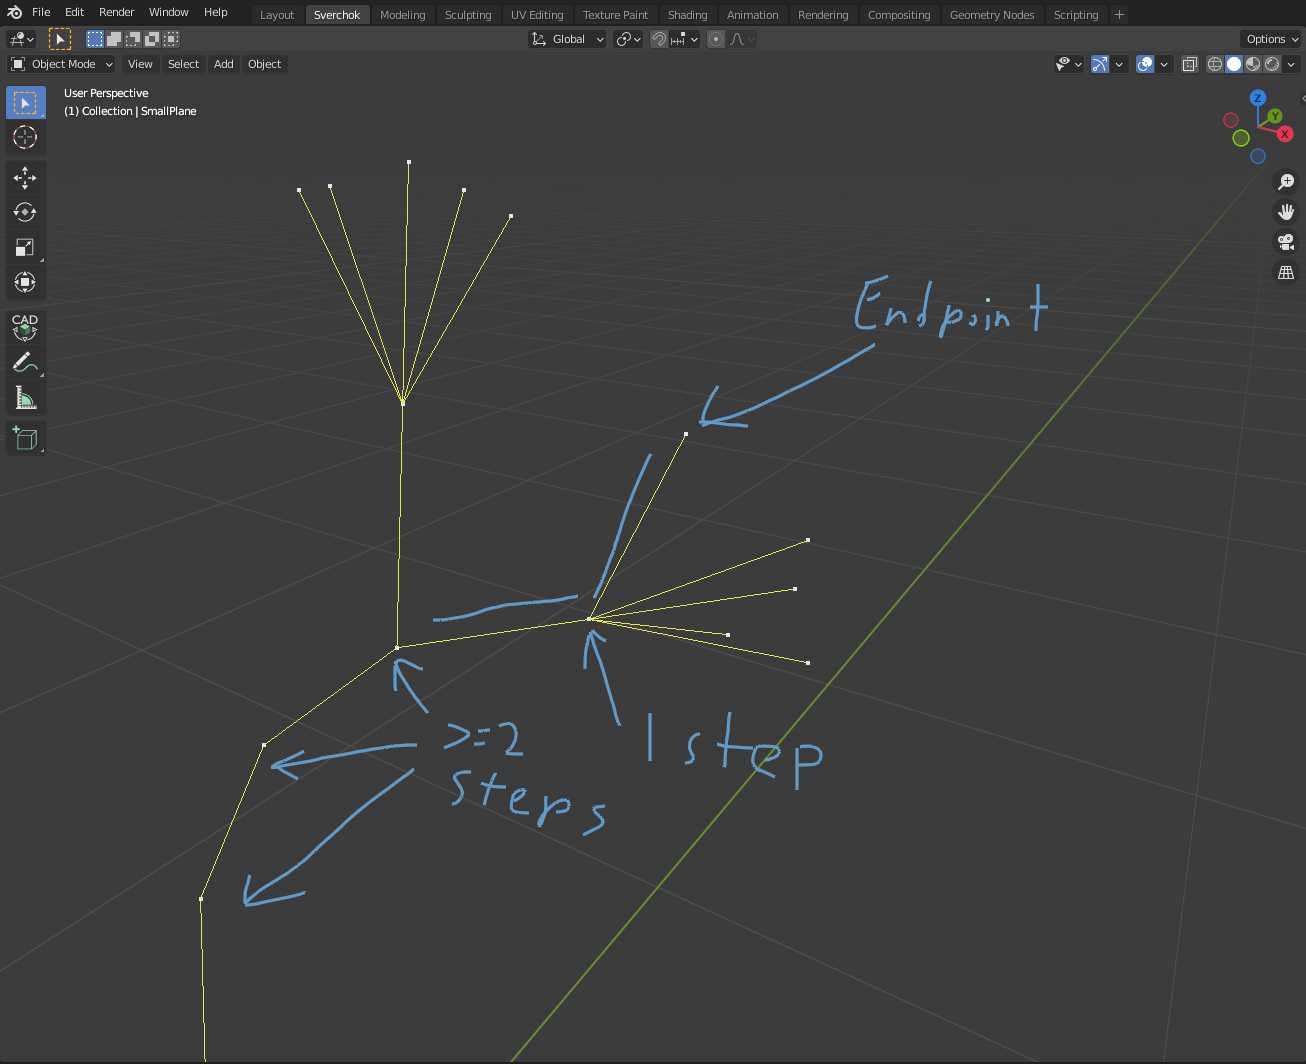 File Edit Render Window Help Layout Sverchok Modeling Sculpting UV Editing Texture Paint Shading Animation Rendering Compositing Geometry Nodes Scripting +
Global Options
Object Mode View Select Add Object
User Perspective
(1) Collection | SmallPlane
Z
Y
X
CAD
Endpoint
>=2
steps
1 step